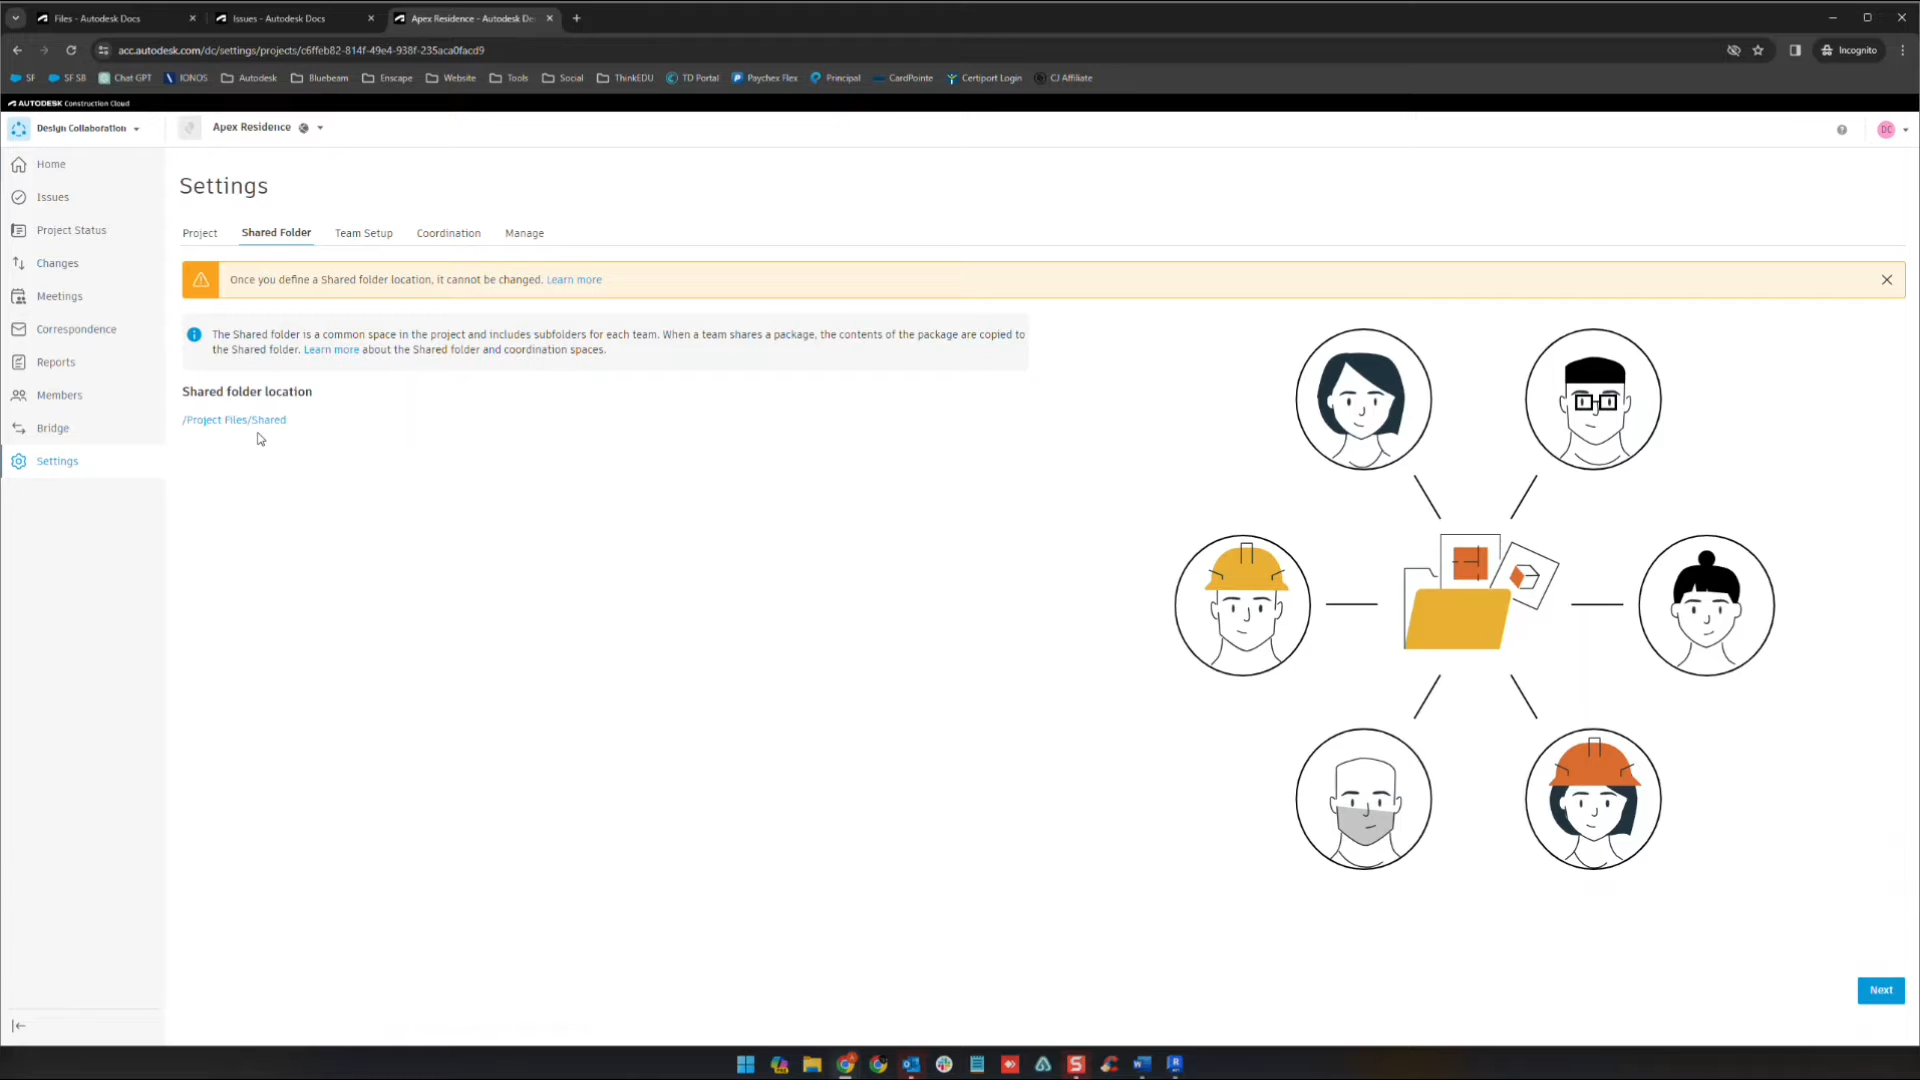 Files - Autodesk Docs
Issues - Autodesk Docs
Apex Residence - Autodesk De
acc.autodesk.com/dc/settings/projects/c6ffeb82-814f-49e4-938f-235aca0facd9
Incognito
SF
SF SB
Chat GPT
IONOS
Autodesk
Bluebeam
Enscape
Website
Tools
Social
ThinkEDU
TD Portal
Paychex Flex
Principal
CardPointe
Certiport Login
CJ Affiliate
AUTODESK Construction Cloud
Design Collaboration
Apex Residence
DC
Home
Issues
Project Status
Changes
Meetings
Correspondence
Reports
Members
Bridge
Settings
Settings
Project
Shared Folder
Team Setup
Coordination
Manage
Once you define a Shared folder location, it cannot be changed. Learn more
The Shared folder is a common space in the project and includes subfolders for each team. When a team shares a package, the contents of the package are copied to
the Shared folder. Learn more about the Shared folder and coordination spaces.
Shared folder location
/Project Files/Shared
Next